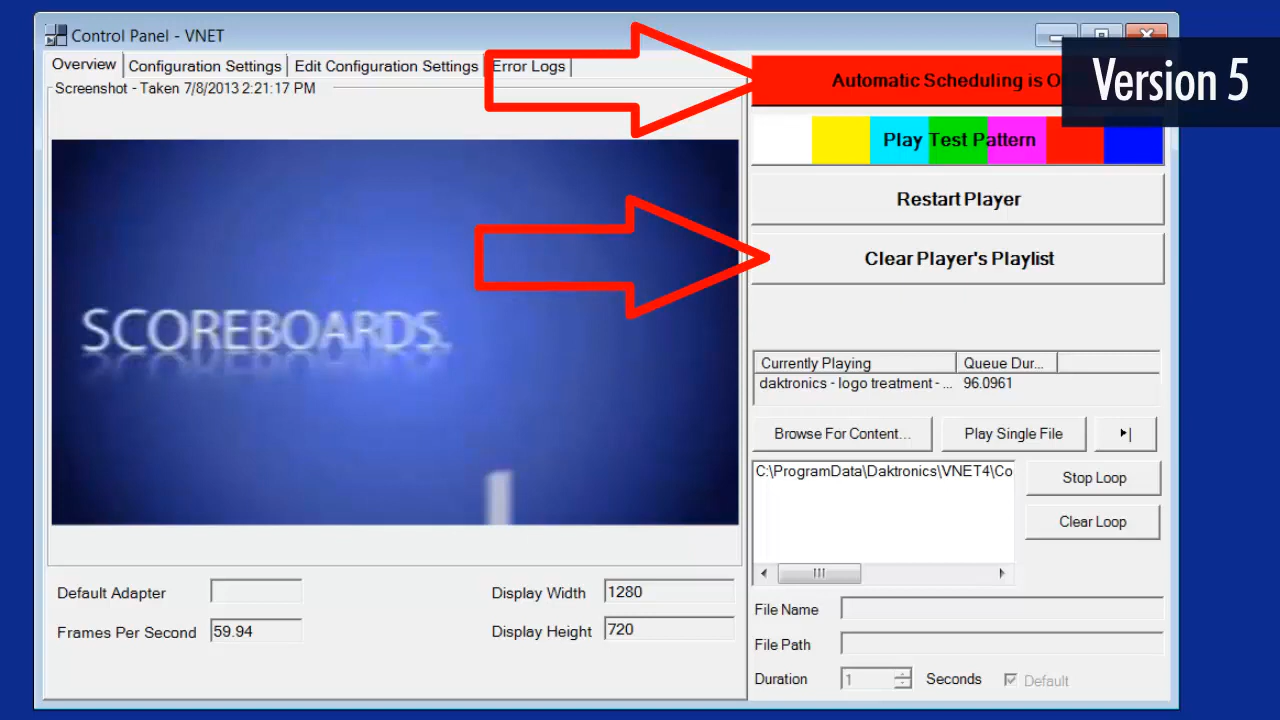 Control Panel - VNET
Overview
Configuration Settings
Edit Configuration Settings
Error Logs
Screenshot - Taken 7/8/2013 2:21:17 PM
Automatic Scheduling is
Version 5
Play Test Pattern
Restart Player
Clear Player's Playlist
SCOREBOARDS
Currently Playing
Queue Dur...
daktronics - logo treatment - ...
96.0961
Browse For Content...
Play Single File
C:\ProgramData\Daktronics\VNET4\Co
Stop Loop
Clear Loop
Default Adapter
Display Width
1280
File Name
Frames Per Second
59.94
Display Height
720
File Path
Duration
1
Seconds
Default